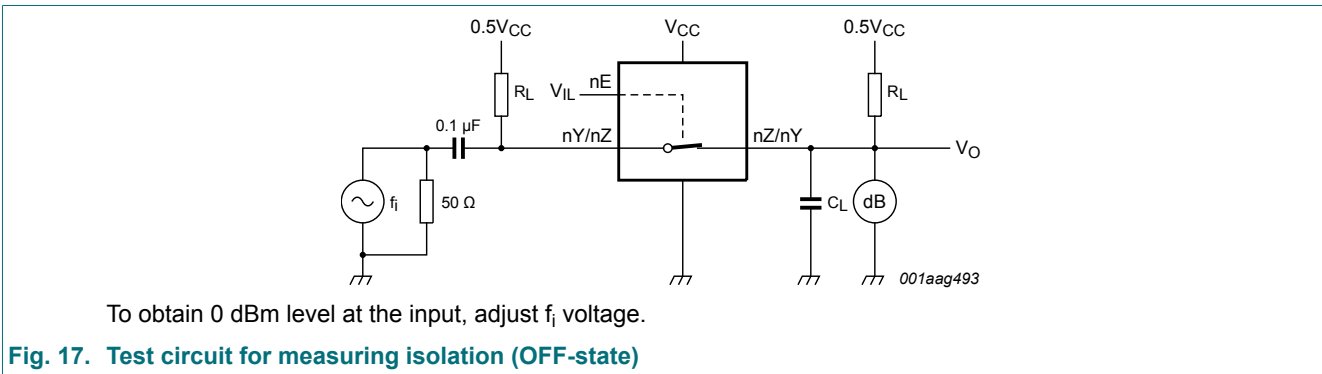 0.5VCC
VCC
0.5VCC
RL
VIL
nE
RL
0.1 µF
nY/nZ
nZ/nY
VO
fi
50 Ω
CL
dB
001aag493
To obtain 0 dBm level at the input, adjust fi voltage.
Fig. 17. Test circuit for measuring isolation (OFF-state)